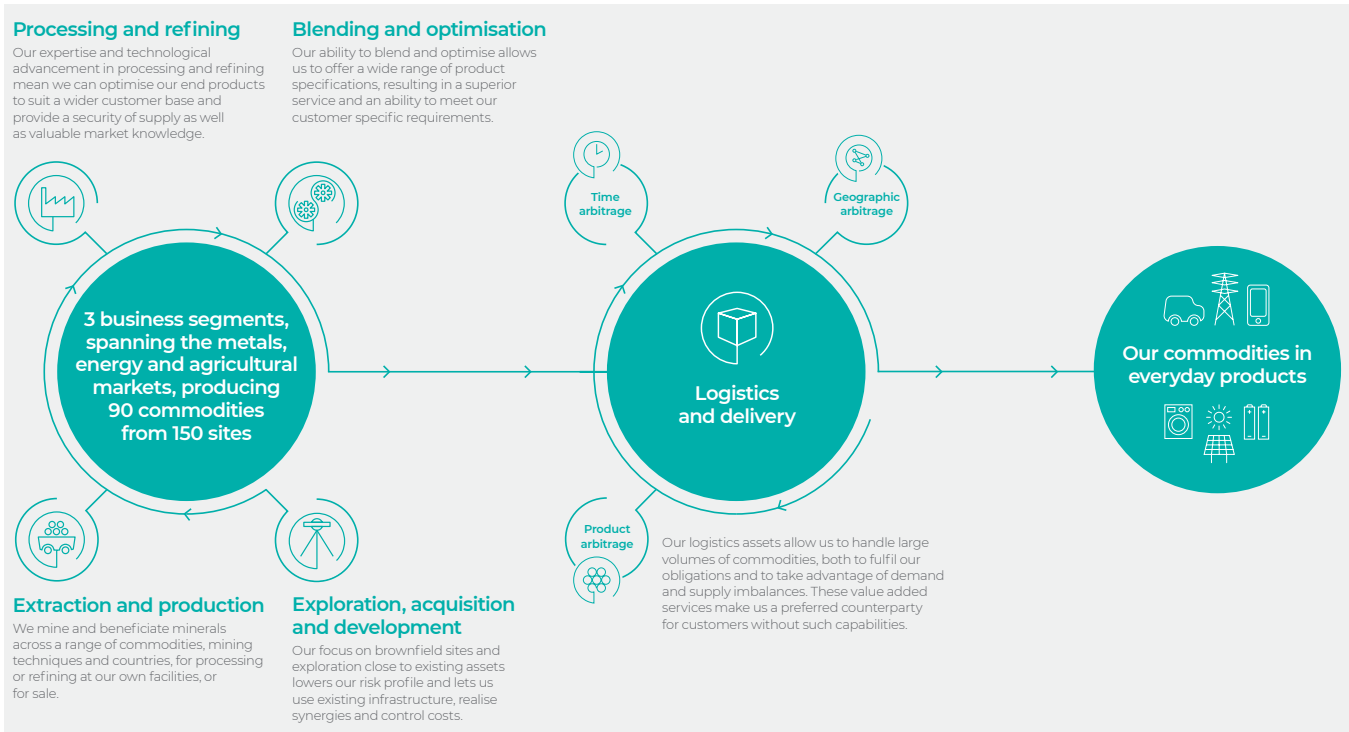 Processing and refining
Our expertise and technological
advancement in processing and refining
mean we can optimise our end products
to suit a wider customer base and
provide a security of supply as well
as valuable market knowledge.
Blending and optimisation
Our ability to blend and optimise allows
us to offer a wide range of product
specifications, resulting in a superior
service and an ability to meet our
customer specific requirements.
3 business segments,
spanning the metals,
energy and agricultural
markets, producing
90 commodities
from 150 sites
Extraction and production
We mine and beneficiate minerals
across a range of commodities, mining
techniques and countries, for processing
or refining at our own facilities, or
for sale.
Exploration, acquisition
and development
Our focus on brownfield sites and
exploration close to existing assets
lowers our risk profile and lets us
use existing infrastructure, realise
synergies and control costs.
Time
arbitrage
Geographic
arbitrage
Logistics
and delivery
Product
arbitrage
Our logistics assets allow us to handle large
volumes of commodities, both to fulfil our
obligations and to take advantage of demand
and supply imbalances. These value added
services make us a preferred counterparty
for customers without such capabilities.
Our commodities in
everyday products